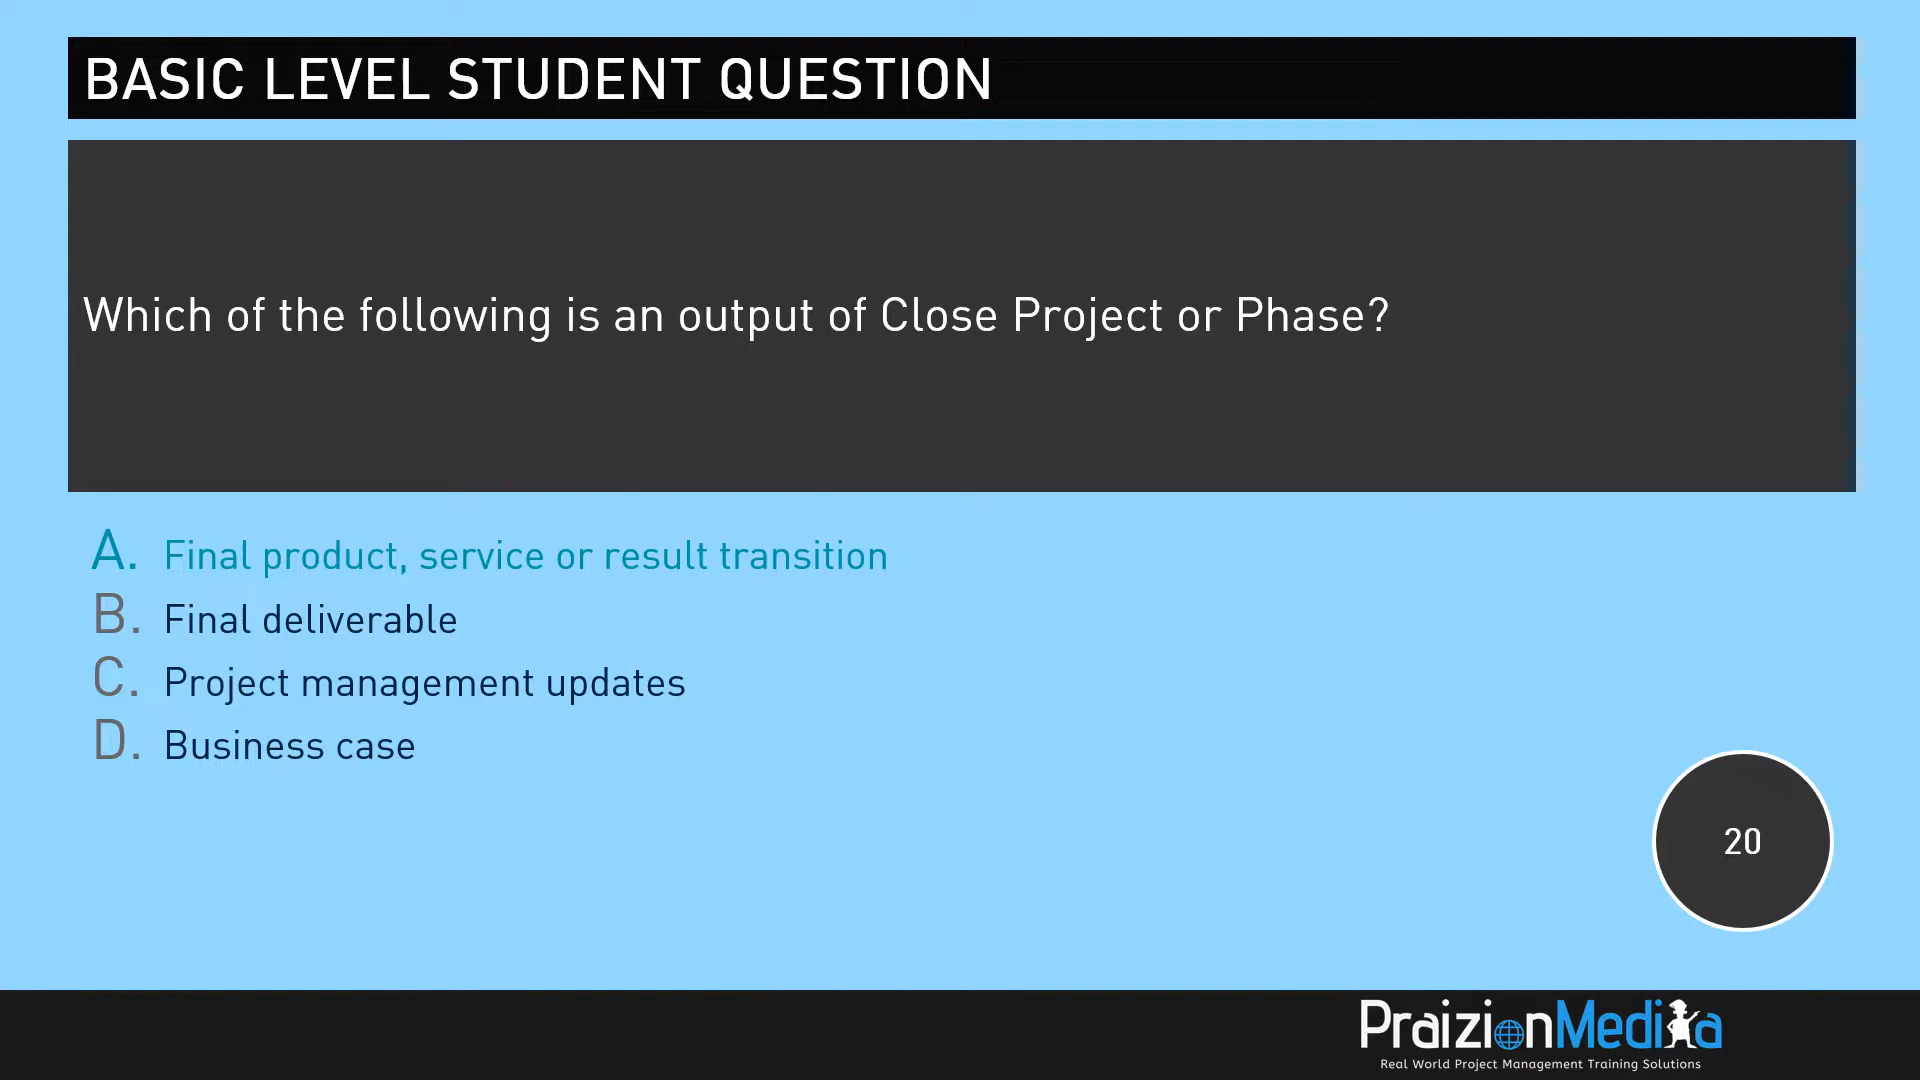 BASIC LEVEL STUDENT QUESTION
Which of the following is an output of Close Project or Phase?
A. Final product, service or result transition
B. Final deliverable
C. Project management updates
D. Business case
20
PraizionMedia
Real World Project Management Training Solutions